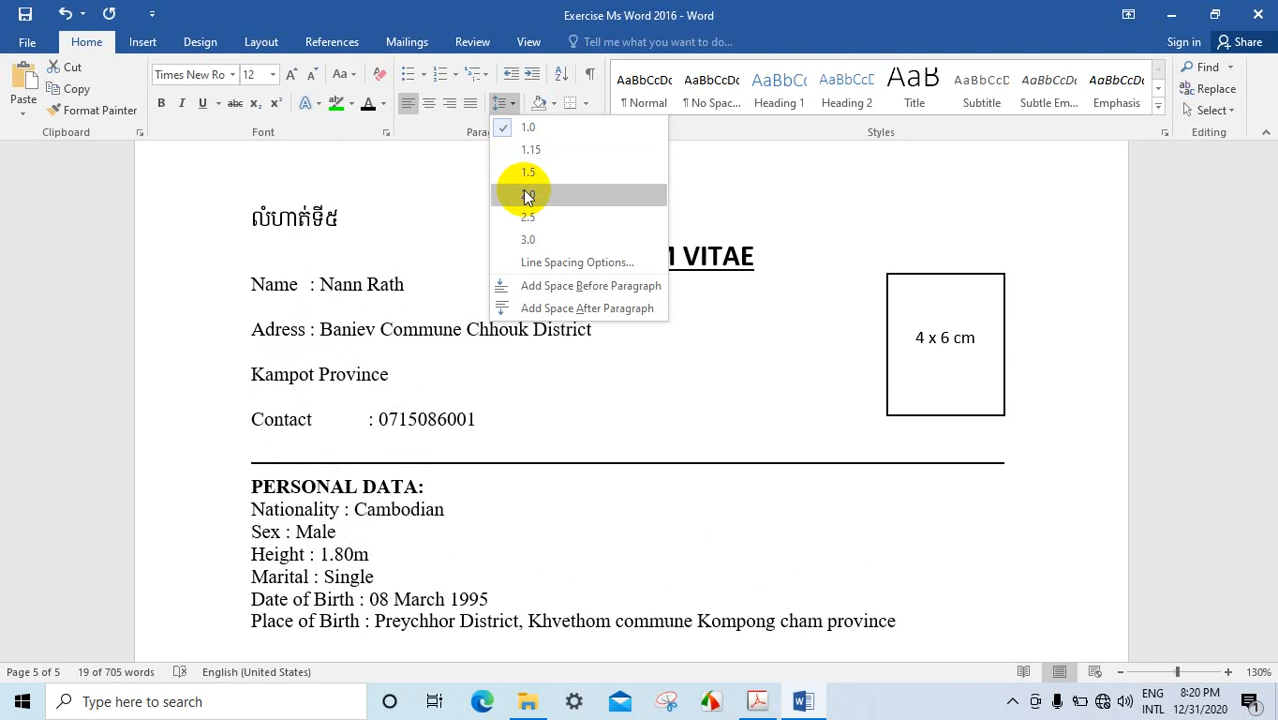 Exercise Ms Word 2016 - Word
File Home Insert Design Layout References Mailings Review View Tell me what you want to do... Sign in Share
Paste Cut Copy Format Painter
Clipboard
Times New Ro 12 Aa
B I U abc x₂ x² A A
Font
Parag
AaBbCcDc AaBbCcDc AaBbCc AaBbCcD AaB AaBbCcD AaBbCcDc AaBbCcDc
¶ Normal ¶ No Spac... Heading Heading 2 Title Subtitle Subtle Em... Emphasis
Styles
Find
Replace
Select
1.0
1.15
1.5
2.5
3.0
Line Spacing Options...
Add Space Before Paragraph
Add Space After Paragraph
លំហាត់ទី៥
M VITAE
Name : Nann Rath
Adress : Baniev Commune Chhouk District
Kampot Province
Contact : 0715086001
4 x 6 cm
PERSONAL DATA:
Nationality : Cambodian
Sex : Male
Height : 1.80m
Marital : Single
Date of Birth : 08 March 1995
Place of Birth : Preychhor District, Khvethom commune Kompong cham province
Page 5 of 5 19 of 705 words English (United States) 130%
Type here to search
ENG
INTL
8:20 PM
12/31/2020
1